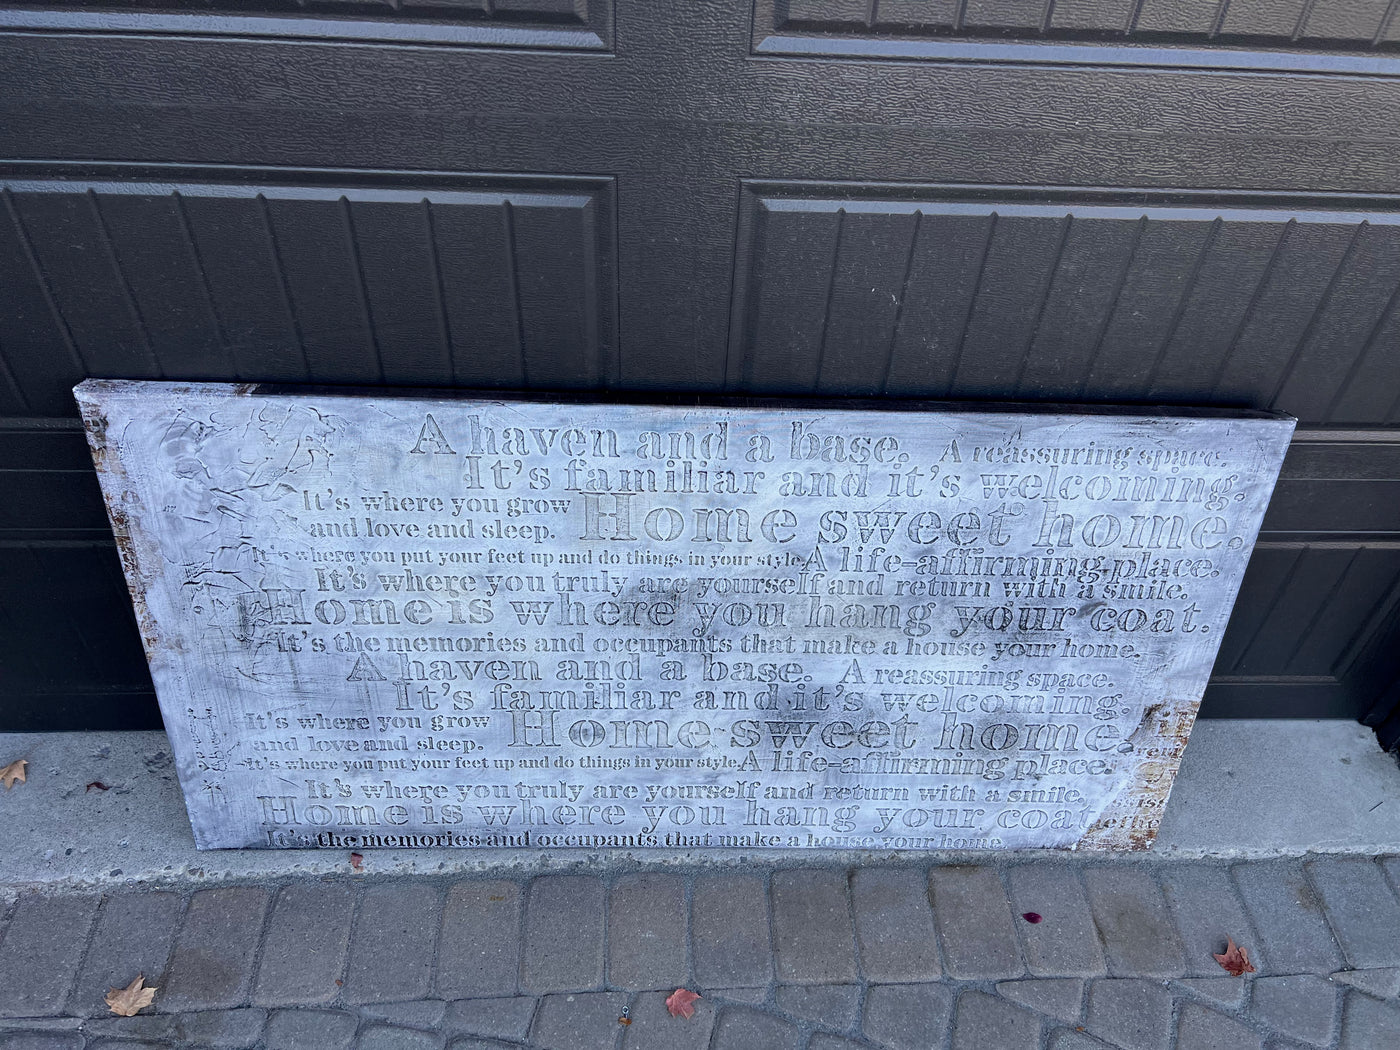 A haven and a base. A reassuring space.
It's familiar and it's welcoming.
It's where you grow
and love and sleep.
Home sweet home.
It's where you put your feet up and do things in your style. A life-affirming place.
It's where you truly are yourself and return with a smile.
Home is where you hang your coat.
It's the memories and occupants that make a house your home.
A haven and a base. A reassuring space.
It's familiar and it's welcoming.
It's where you grow
and love and sleep.
Home sweet home.
It's where you put your feet up and do things in your style. A life-affirming place.
It's where you truly are yourself and return with a smile.
Home is where you hang your coat
It's the memories and occupants that make a house your home.